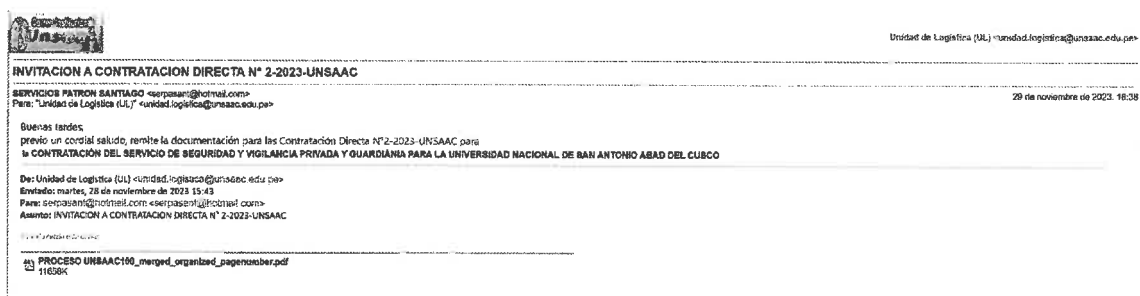 Unsaac
Unidad de Logística (UL) <unidad.logistica@unsaac.edu.pe>
INVITACION A CONTRATACION DIRECTA N° 2-2023-UNSAAC
SERVICIOS PATRON SANTIAGO <serpasant@hotmail.com>
29 de noviembre de 2023, 16:38
Para: "Unidad de Logística (UL)" <unidad.logistica@unsaac.edu.pe>
Buenas tardes,
previo un cordial saludo, remite la documentación para las Contratación Directa N°2-2023-UNSAAC para
la CONTRATACIÓN DEL SERVICIO DE SEGURIDAD Y VIGILANCIA PRIVADA Y GUARDIANIA PARA LA UNIVERSIDAD NACIONAL DE SAN ANTONIO ABAD DEL CUSCO
De: Unidad de Logística (UL) <unidad.logistica@unsaac.edu.pe>
Enviado: martes, 28 de noviembre de 2023 15:43
Para: serpasant@hotmail.com <serpasant@hotmail.com>
Asunto: INVITACION A CONTRATACION DIRECTA N° 2-2023-UNSAAC
PROCESO UNSAAC100_merged_organized_pagenumber.pdf
11658K